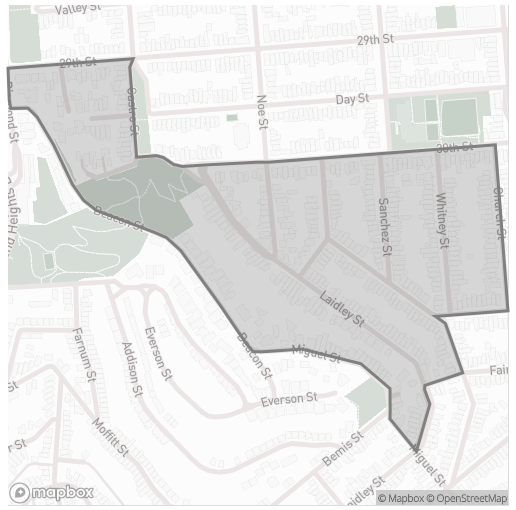 Valley St
29th St
29th St
Castro St
Day St
Noe St
30th St
Beacon St
Sanchez St
Whitney St
Church St
Laidley St
Miguel St
Beacon St
Everson St
Addison St
Farnum St
Everson St
Moffitt St
Bemis St
Miguel St
Laidley St
mapbox
© Mapbox © OpenStreetMap